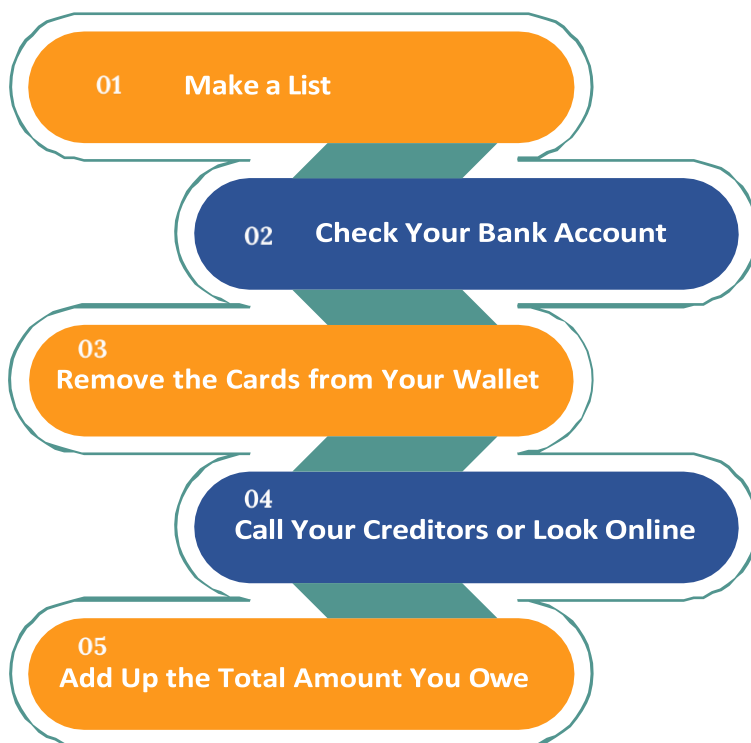 01 Make a List
02 Check Your Bank Account
03
Remove the Cards from Your Wallet
04
Call Your Creditors or Look Online
05
Add Up the Total Amount You Owe